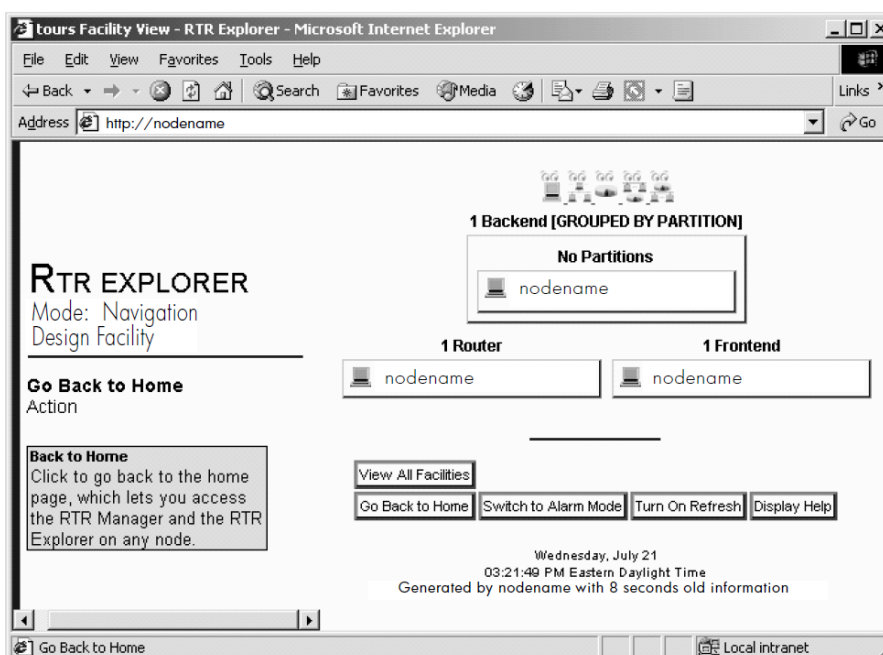 tours Facility View - RTR Explorer - Microsoft Internet Explorer
File Edit View Favorites Tools Help
Back Search Favorites Media Links
Address http://nodename Go
1 Backend [GROUPED BY PARTITION]
No Partitions
nodename
RTR EXPLORER
Mode: Navigation
Design Facility
1 Router 1 Frontend
nodename nodename
Go Back to Home
Action
Back to Home
Click to go back to the home
page, which lets you access
the RTR Manager and the RTR
Explorer on any node.
View All Facilities
Go Back to Home Switch to Alarm Mode Turn On Refresh Display Help
Wednesday, July 21
03:21:49 PM Eastern Daylight Time
Generated by nodename with 8 seconds old information
Go Back to Home Local intranet